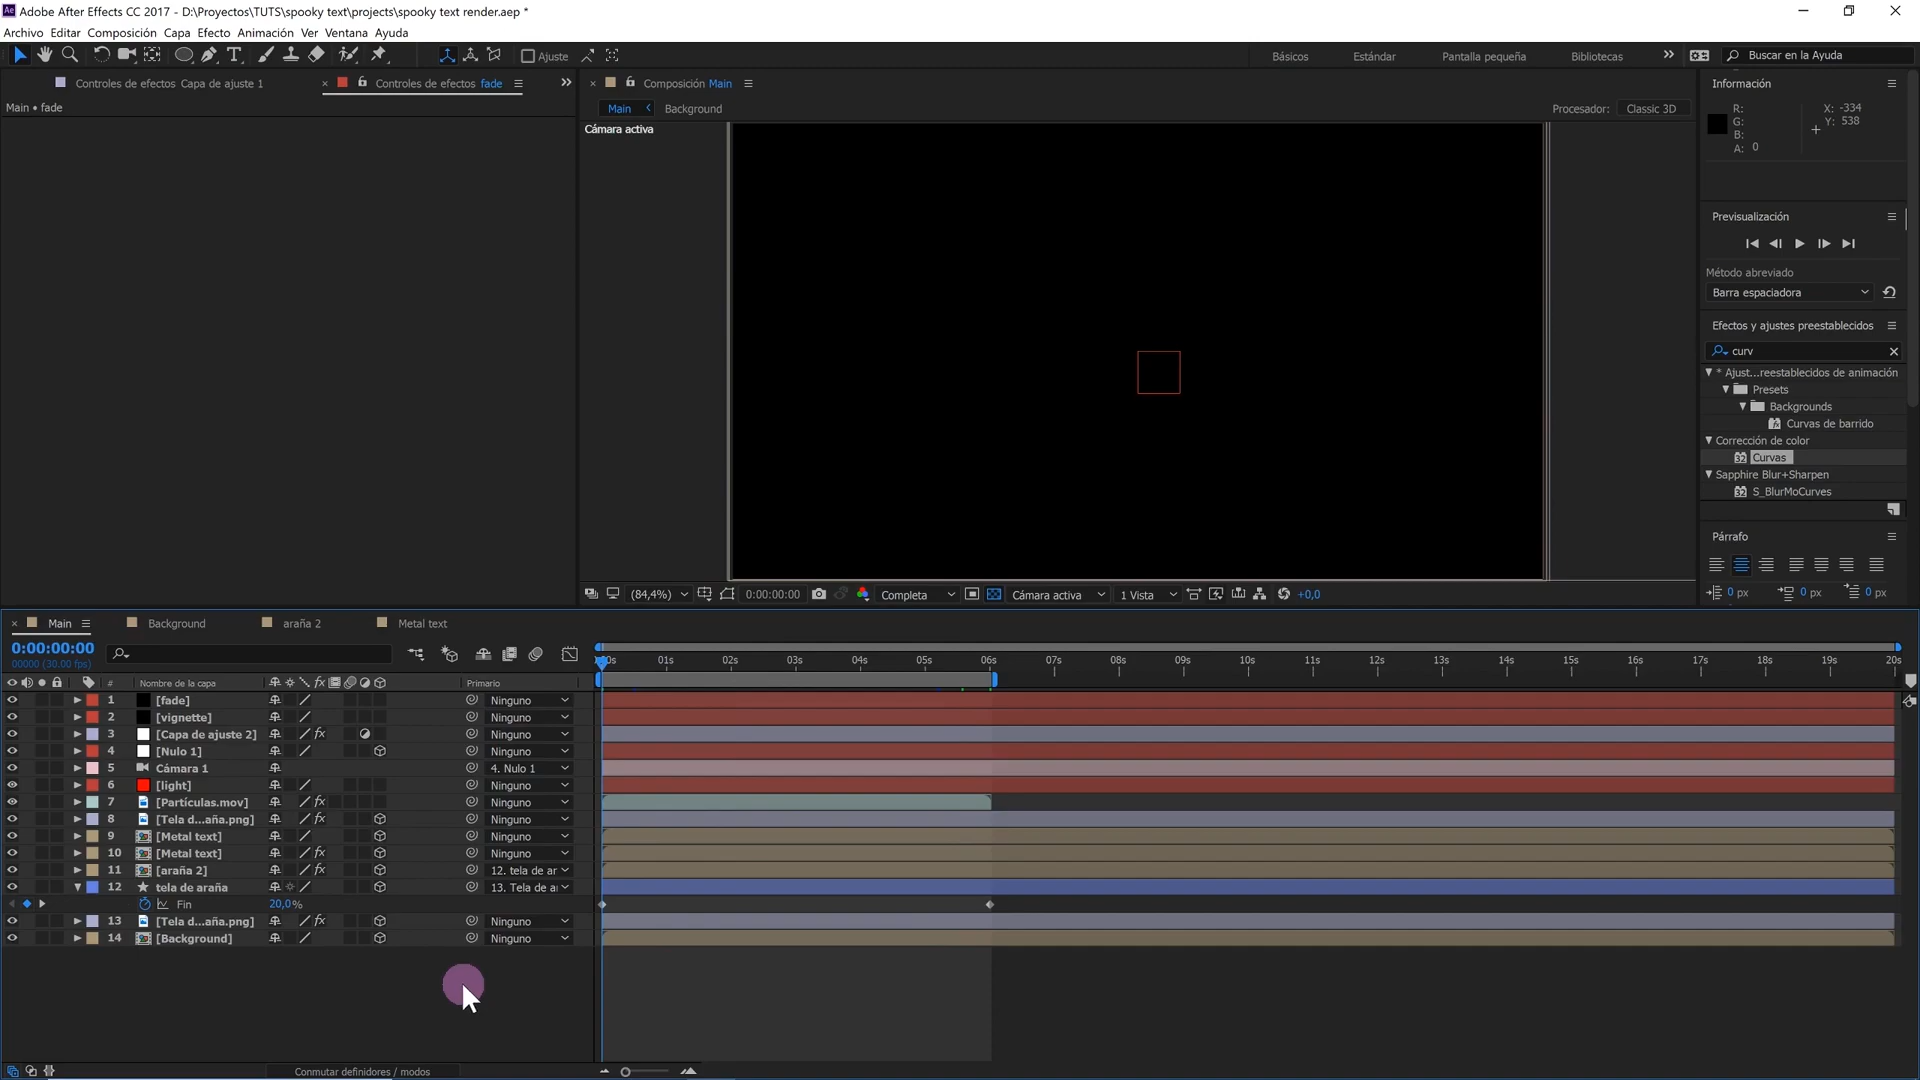 Adobe After Effects CC 2017 - D:\Proyectos\TUTS\spooky text\projects\spooky text render.aep *
Archivo Editar Composición Capa Efecto Animación Ver Ventana Ayuda
Ajuste
Básicos Estándar Pantalla pequeña Bibliotecas Buscar en la Ayuda
Controles de efectos Capa de ajuste 1
Controles de efectos fade
Main • fade
Composición Main
Main Background
Procesador: Classic 3D
Cámara activa
Información
R:
G:
B:
A: 0
X: -334
Y: 538
Previsualización
Método abreviado
Barra espaciadora
Efectos y ajustes preestablecidos
curv
* Ajust...reestablecidos de animación
Presets
Backgrounds
Curvas de barrido
Corrección de color
Curvas
Sapphire Blur+Sharpen
S_BlurMoCurves
Párrafo
0 px 0 px 0 px
(84,4%) 0:00:00:00 Completa Cámara activa 1 Vista +0,0
Main Background araña 2 Metal text
0:00:00:00
00000 (30.00 fps)
01s 02s 03s 04s 05s 06s 07s 08s 09s 10s 11s 12s 13s 14s 15s 16s 17s 18s 19s 20s
# Nombre de la capa Primario
1 [fade] Ninguno
2 [vignette] Ninguno
3 [Capa de ajuste 2] Ninguno
4 [Nulo 1] Ninguno
5 Cámara 1 4. Nulo 1
6 [light] Ninguno
7 [Partículas.mov] Ninguno
8 [Tela d...aña.png] Ninguno
9 [Metal text] Ninguno
10 [Metal text] Ninguno
11 [araña 2] 12. tela de ar
12 tela de araña 13. Tela de ar
Fin 20,0%
13 [Tela d...aña.png] Ninguno
14 [Background] Ninguno
Conmutar definidores / modos